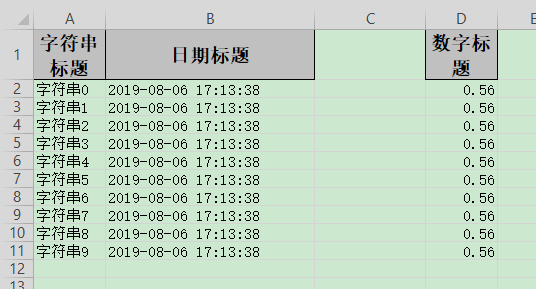 A B C D E
1 字符串 日期标题 数字标
标题 题
2 字符串0 2019-08-06 17:13:38 0.56
3 字符串1 2019-08-06 17:13:38 0.56
4 字符串2 2019-08-06 17:13:38 0.56
5 字符串3 2019-08-06 17:13:38 0.56
6 字符串4 2019-08-06 17:13:38 0.56
7 字符串5 2019-08-06 17:13:38 0.56
8 字符串6 2019-08-06 17:13:38 0.56
9 字符串7 2019-08-06 17:13:38 0.56
10 字符串8 2019-08-06 17:13:38 0.56
11 字符串9 2019-08-06 17:13:38 0.56
12
13